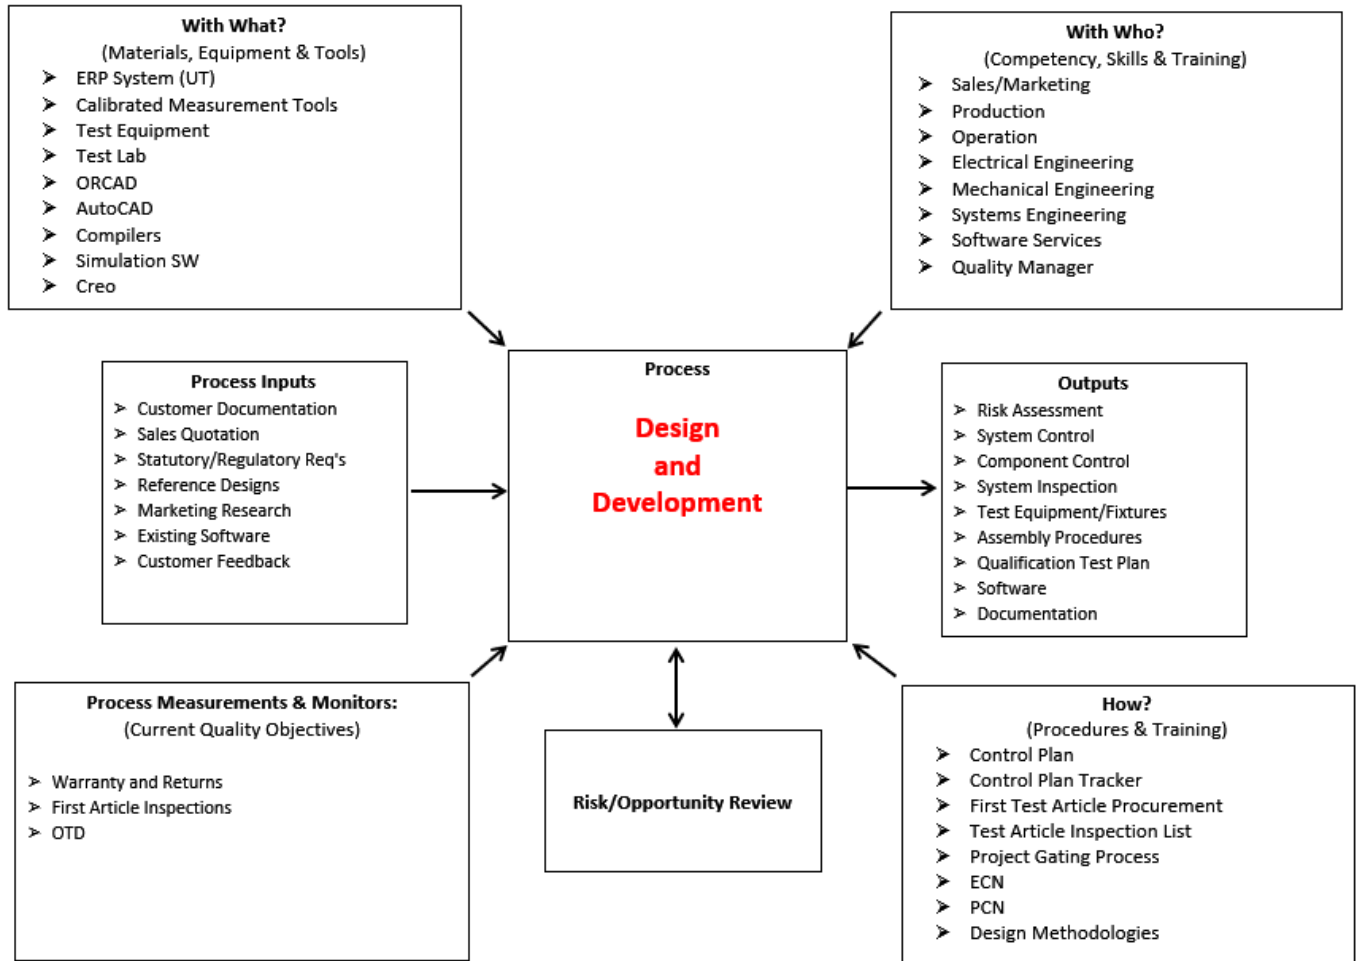 With What?
(Materials, Equipment & Tools)
ERP System (UT)
Calibrated Measurement Tools
Test Equipment
Test Lab
ORCAD
AutoCAD
Compilers
Simulation SW
Creo
With Who?
(Competency, Skills & Training)
Sales/Marketing
Production
Operation
Electrical Engineering
Mechanical Engineering
Systems Engineering
Software Services
Quality Manager
Process Inputs
Customer Documentation
Sales Quotation
Statutory/Regulatory Req's
Reference Designs
Marketing Research
Existing Software
Customer Feedback
Process
Design
and
Development
Outputs
Risk Assessment
System Control
Component Control
System Inspection
Test Equipment/Fixtures
Assembly Procedures
Qualification Test Plan
Software
Documentation
Process Measurements & Monitors:
(Current Quality Objectives)
Warranty and Returns
First Article Inspections
OTD
Risk/Opportunity Review
How?
(Procedures & Training)
Control Plan
Control Plan Tracker
First Test Article Procurement
Test Article Inspection List
Project Gating Process
ECN
PCN
Design Methodologies